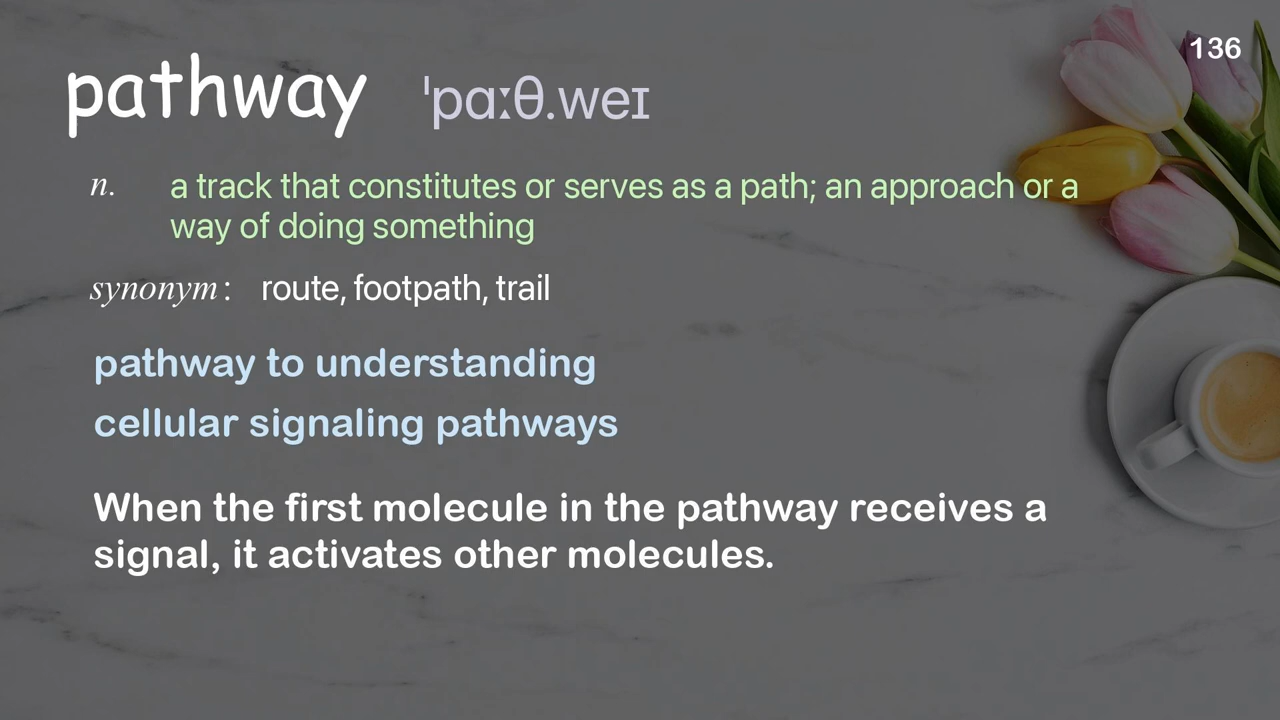 136
pathway ˈpɑːθ.weɪ
n. a track that constitutes or serves as a path; an approach or a
way of doing something
synonym: route, footpath, trail
pathway to understanding
cellular signaling pathways
When the first molecule in the pathway receives a
signal, it activates other molecules.